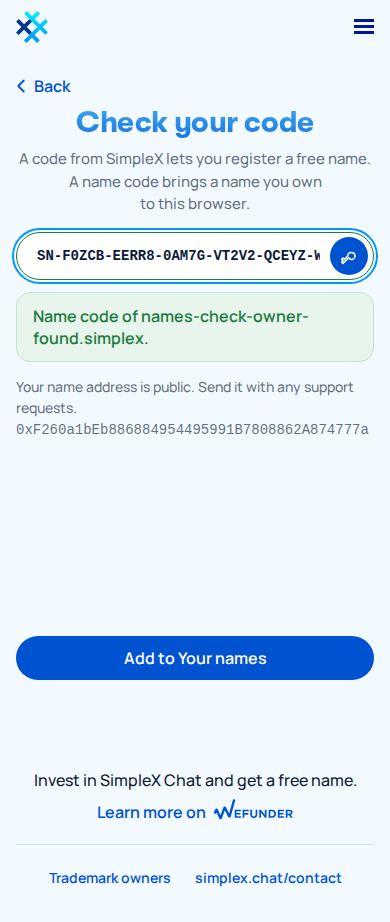 Back
Check your code
A code from SimpleX lets you register a free name.
A name code brings a name you own
to this browser.
SN-F0ZCB-EERR8-0AM7G-VT2V2-QCEYZ-W
Name code of names-check-owner-
found.simplex.
Your name address is public. Send it with any support
requests.
0xF260a1bEb886884954495991B7808862A874777a
Add to Your names
Invest in SimpleX Chat and get a free name.
Learn more on WEFUNDER
Trademark owners simplex.chat/contact